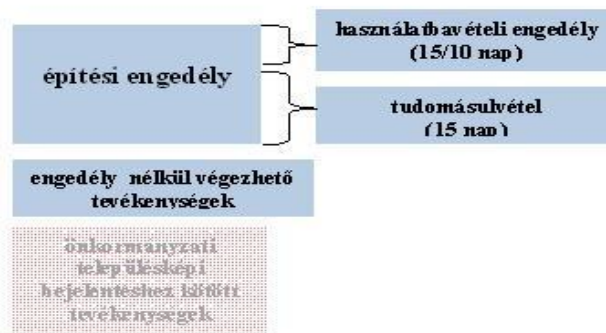 építési engedély
használatbavételi engedély
(15/10 nap)
tudomásulvétel
(15 nap)
engedély nélkül végezhető
tevékenységek
önkormányzati
településképi
bejelentéshez kötött
tevékenységek